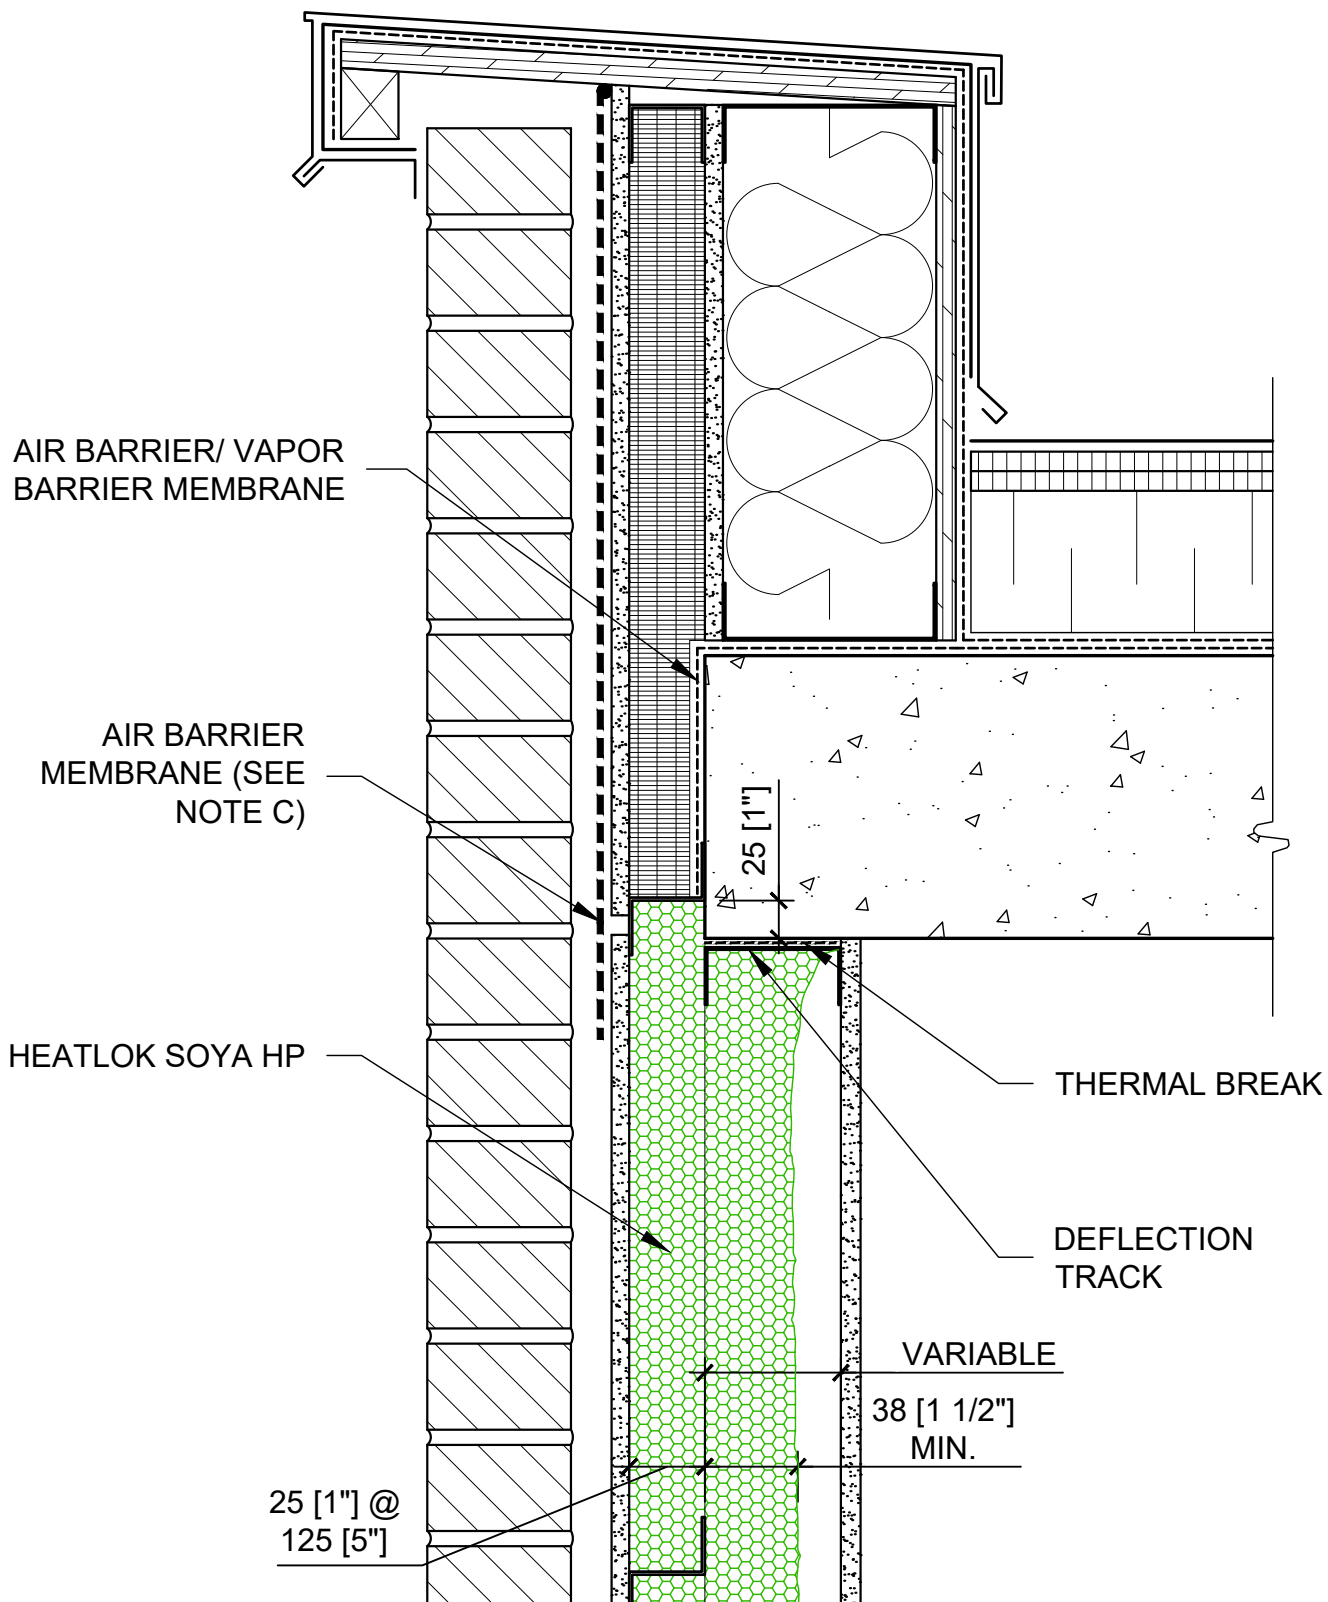 AIR BARRIER/ VAPOR
BARRIER MEMBRANE
AIR BARRIER
MEMBRANE (SEE
NOTE C)
25 [1"]
HEATLOK SOYA HP
THERMAL BREAK
DEFLECTION
TRACK
VARIABLE
38 [1 1/2"]
MIN.
25 [1"] @
125 [5"]